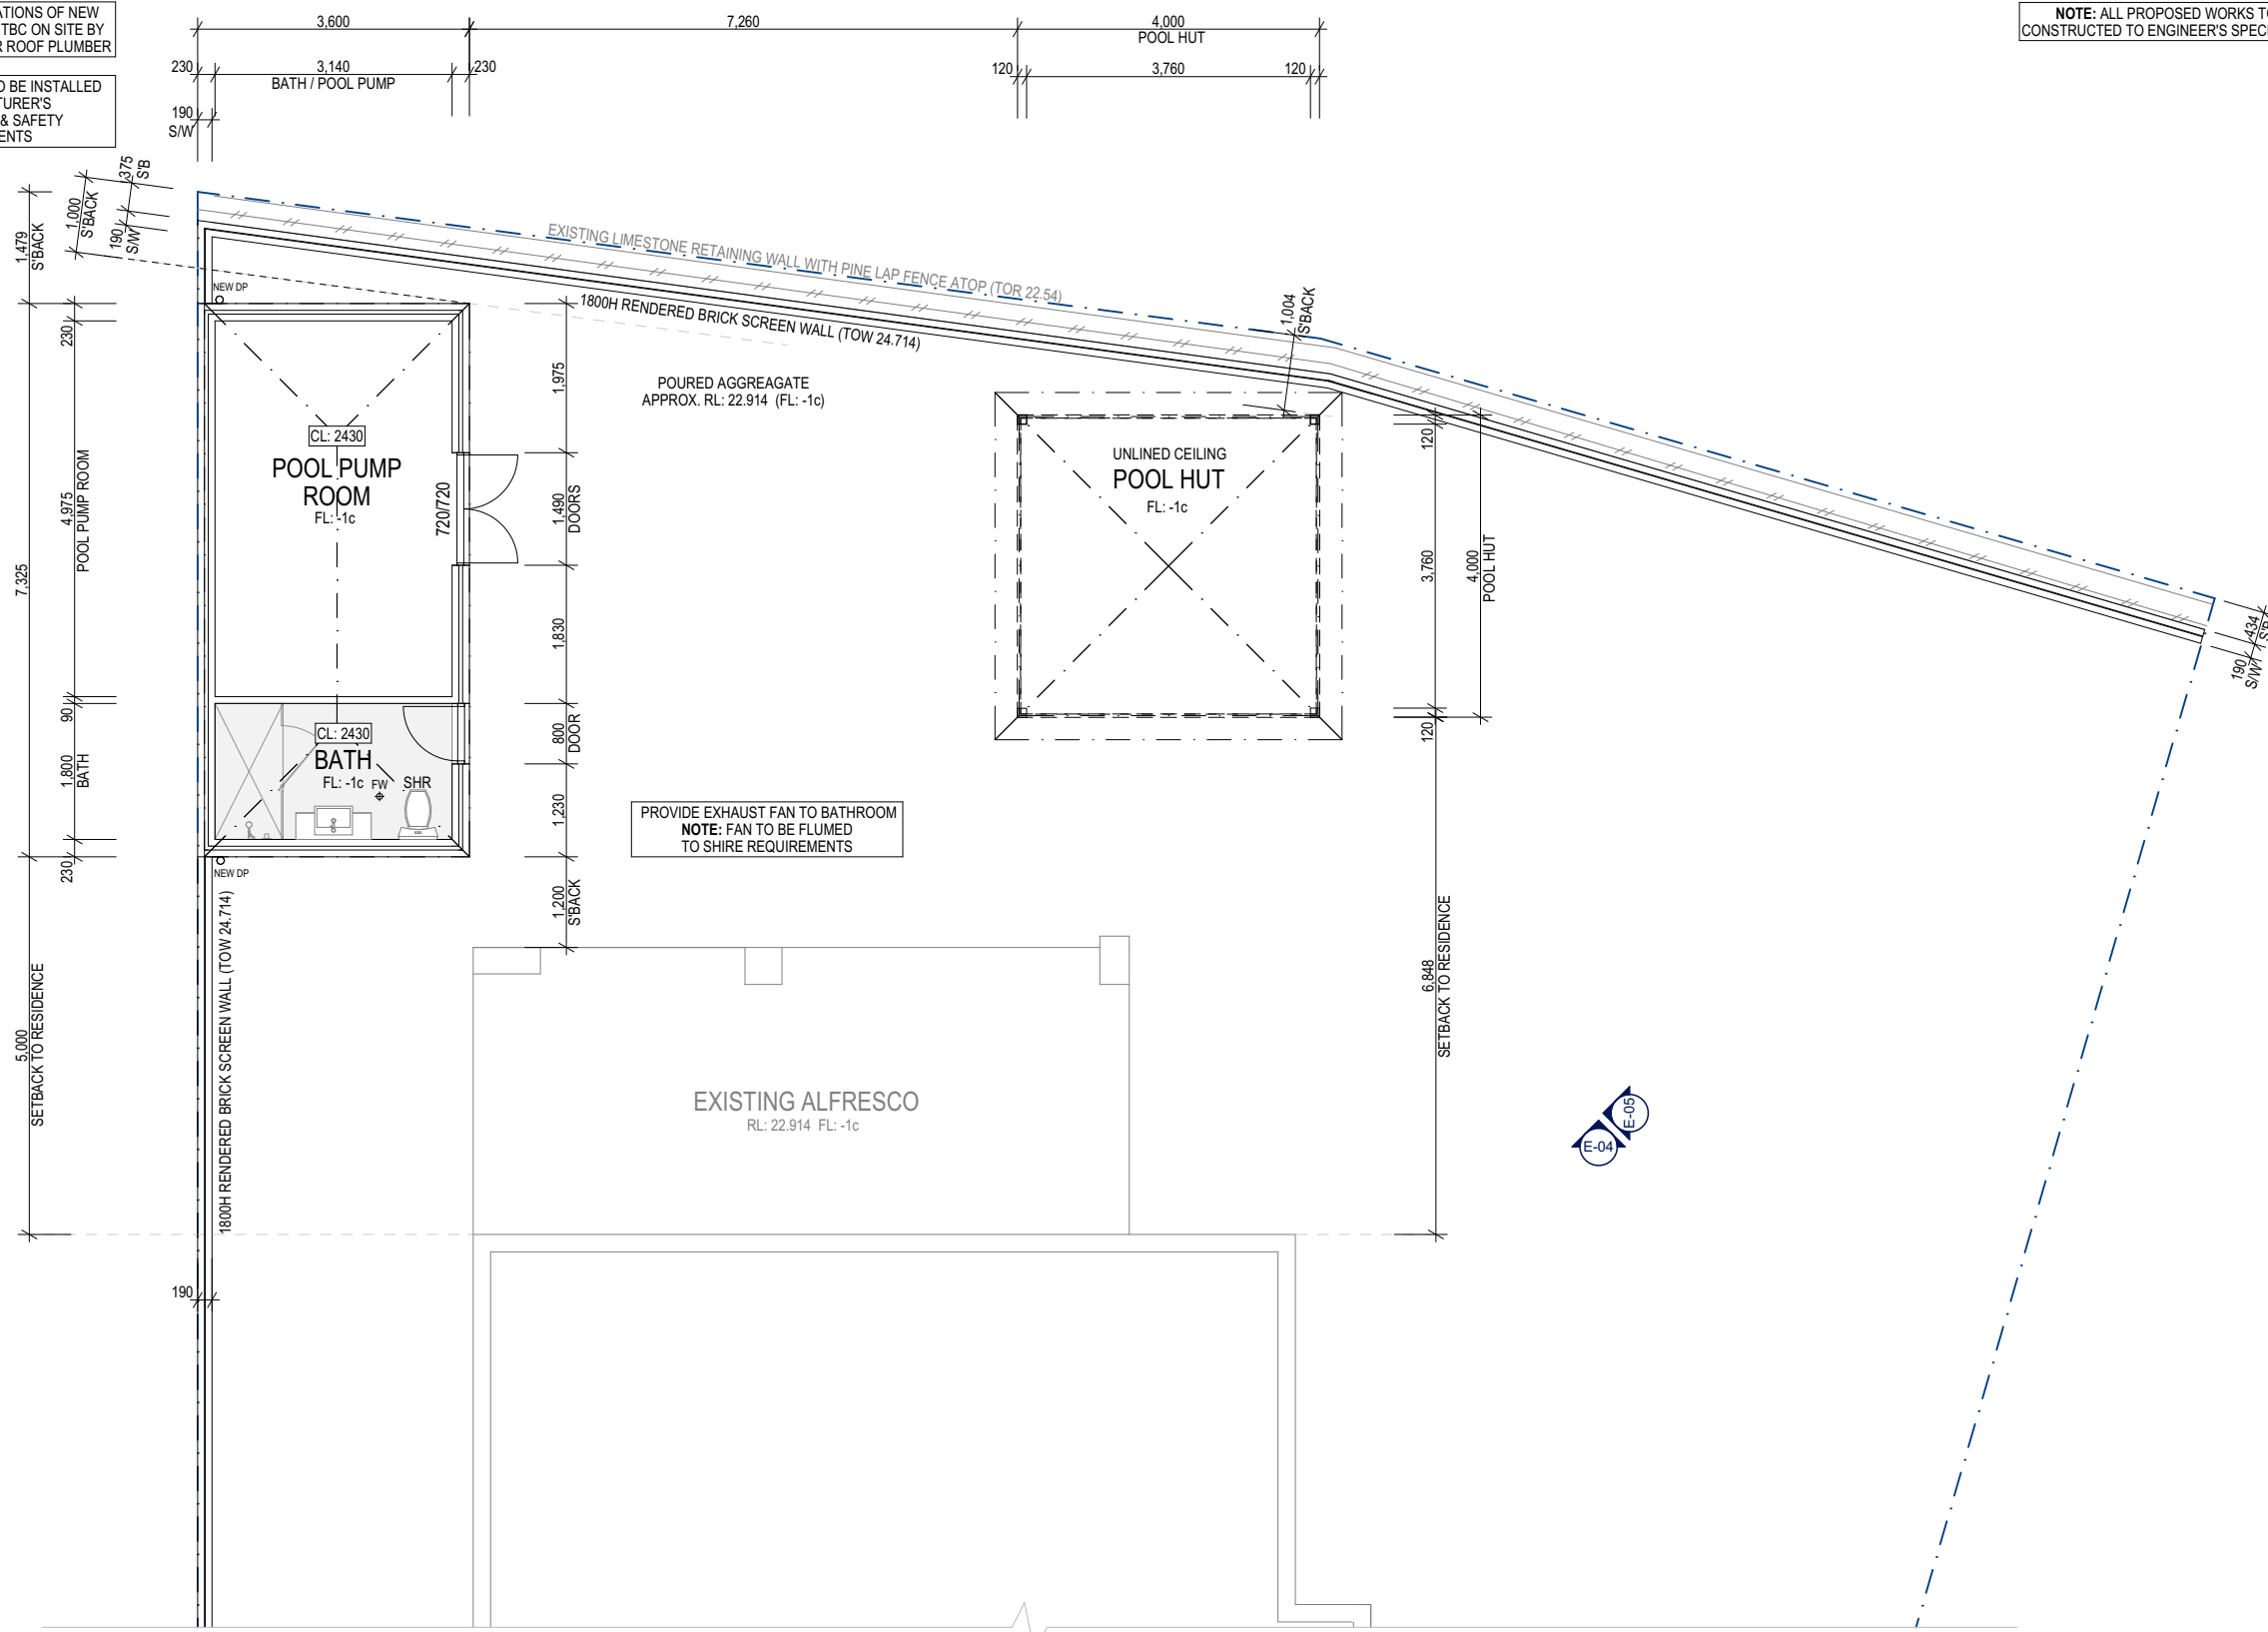 ATIONS OF NEW
TBC ON SITE BY
R ROOF PLUMBER
O BE INSTALLED
TURER'S
& SAFETY
ENTS
NOTE: ALL PROPOSED WORKS TO
CONSTRUCTED TO ENGINEER'S SPECI
3,600
7,260
4,000
POOL HUT
230
3,140
BATH / POOL PUMP
230
120
3,760
120
190
S/W
375
S'B
1,000
S'BACK
190
S/W
1,479
S'BACK
7,325
5,000
SETBACK TO RESIDENCE
230
4,975
POOL PUMP ROOM
90
1,800
BATH
230
NEW DP
EXISTING LIMESTONE RETAINING WALL WITH PINE LAP FENCE ATOP (TOR 22.54)
1800H RENDERED BRICK SCREEN WALL (TOW 24.714)
POURED AGGREAGATE
APPROX. RL: 22.914 (FL: -1c)
CL: 2430
POOL PUMP
ROOM
FL: -1c
720/720
1,975
1,490
DOORS
1,830
800
DOOR
1,230
1,200
S'BACK
CL: 2430
BATH
FL: -1c
FW
SHR
NEW DP
1800H RENDERED BRICK SCREEN WALL (TOW 24.714)
190
1,004
S'BACK
UNLINED CEILING
POOL HUT
FL: -1c
120
3,760
4,000
POOL HUT
120
6,848
SETBACK TO RESIDENCE
PROVIDE EXHAUST FAN TO BATHROOM
NOTE: FAN TO BE FLUMED
TO SHIRE REQUIREMENTS
EXISTING ALFRESCO
RL: 22.914 FL: -1c
E-05
E-04
434
S'B
190
S/W